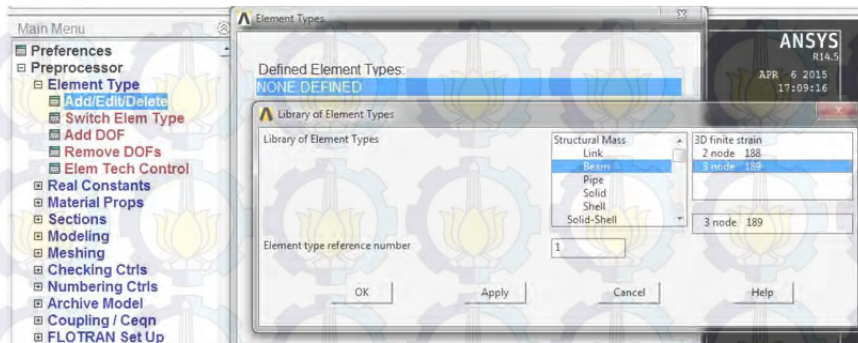 Main Menu
Preferences
Preprocessor
Element Type
Add/Edit/Delete
Switch Elem Type
Add DOF
Remove DOFs
Elem Tech Control
Real Constants
Material Props
Sections
Modeling
Meshing
Checking Ctrls
Numbering Ctrls
Archive Model
Coupling / Ceqn
FLOTRAN Set Up
Element Types
Defined Element Types:
NONE DEFINED
Library of Element Types
Library of Element Types
Structural Mass
Link
Beam
Pipe
Solid
Shell
Solid-Shell
3D finite strain
2 node 188
3 node 189
3 node 189
Element type reference number
1
OK
Apply
Cancel
Help
ANSYS
R14.5
APR 6 2015
17:09:16